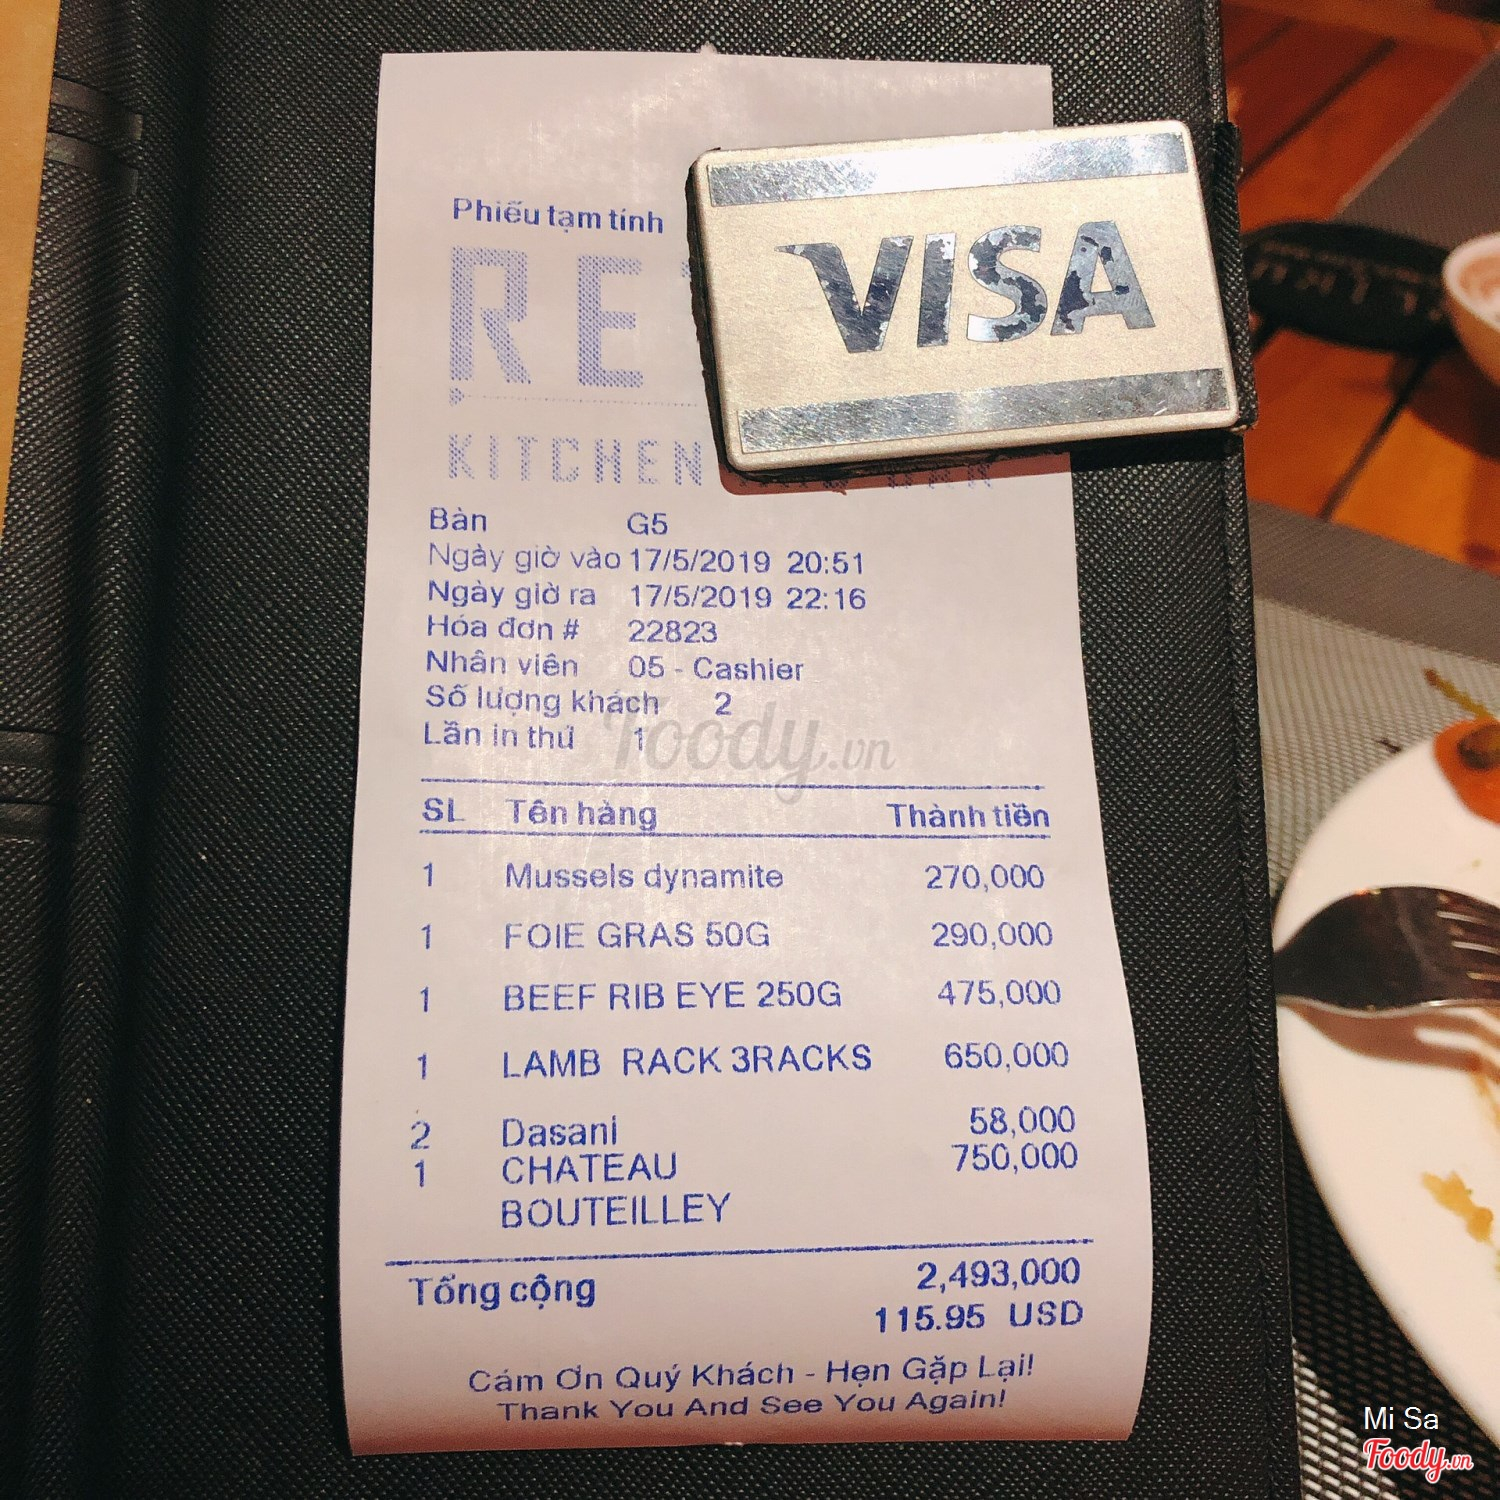 Phiếu tạm tính
VISA
KITCHEN
Bàn G5
Ngày giờ vào 17/5/2019 20:51
Ngày giờ ra 17/5/2019 22:16
Hóa đơn # 22823
Nhân viên 05 - Cashier
Số lượng khách 2
Lần in thứ 1
Foody.vn
SL Tên hàng Thành tiền
1 Mussels dynamite 270,000
1 FOIE GRAS 50G 290,000
1 BEEF RIB EYE 250G 475,000
1 LAMB RACK 3RACKS 650,000
2 Dasani 58,000
1 CHATEAU 750,000
BOUTEILLEY
Tổng cộng 2,493,000
115.95 USD
Cám Ơn Quý Khách - Hẹn Gặp Lại!
Thank You And See You Again!
Mi Sa
Foody.vn